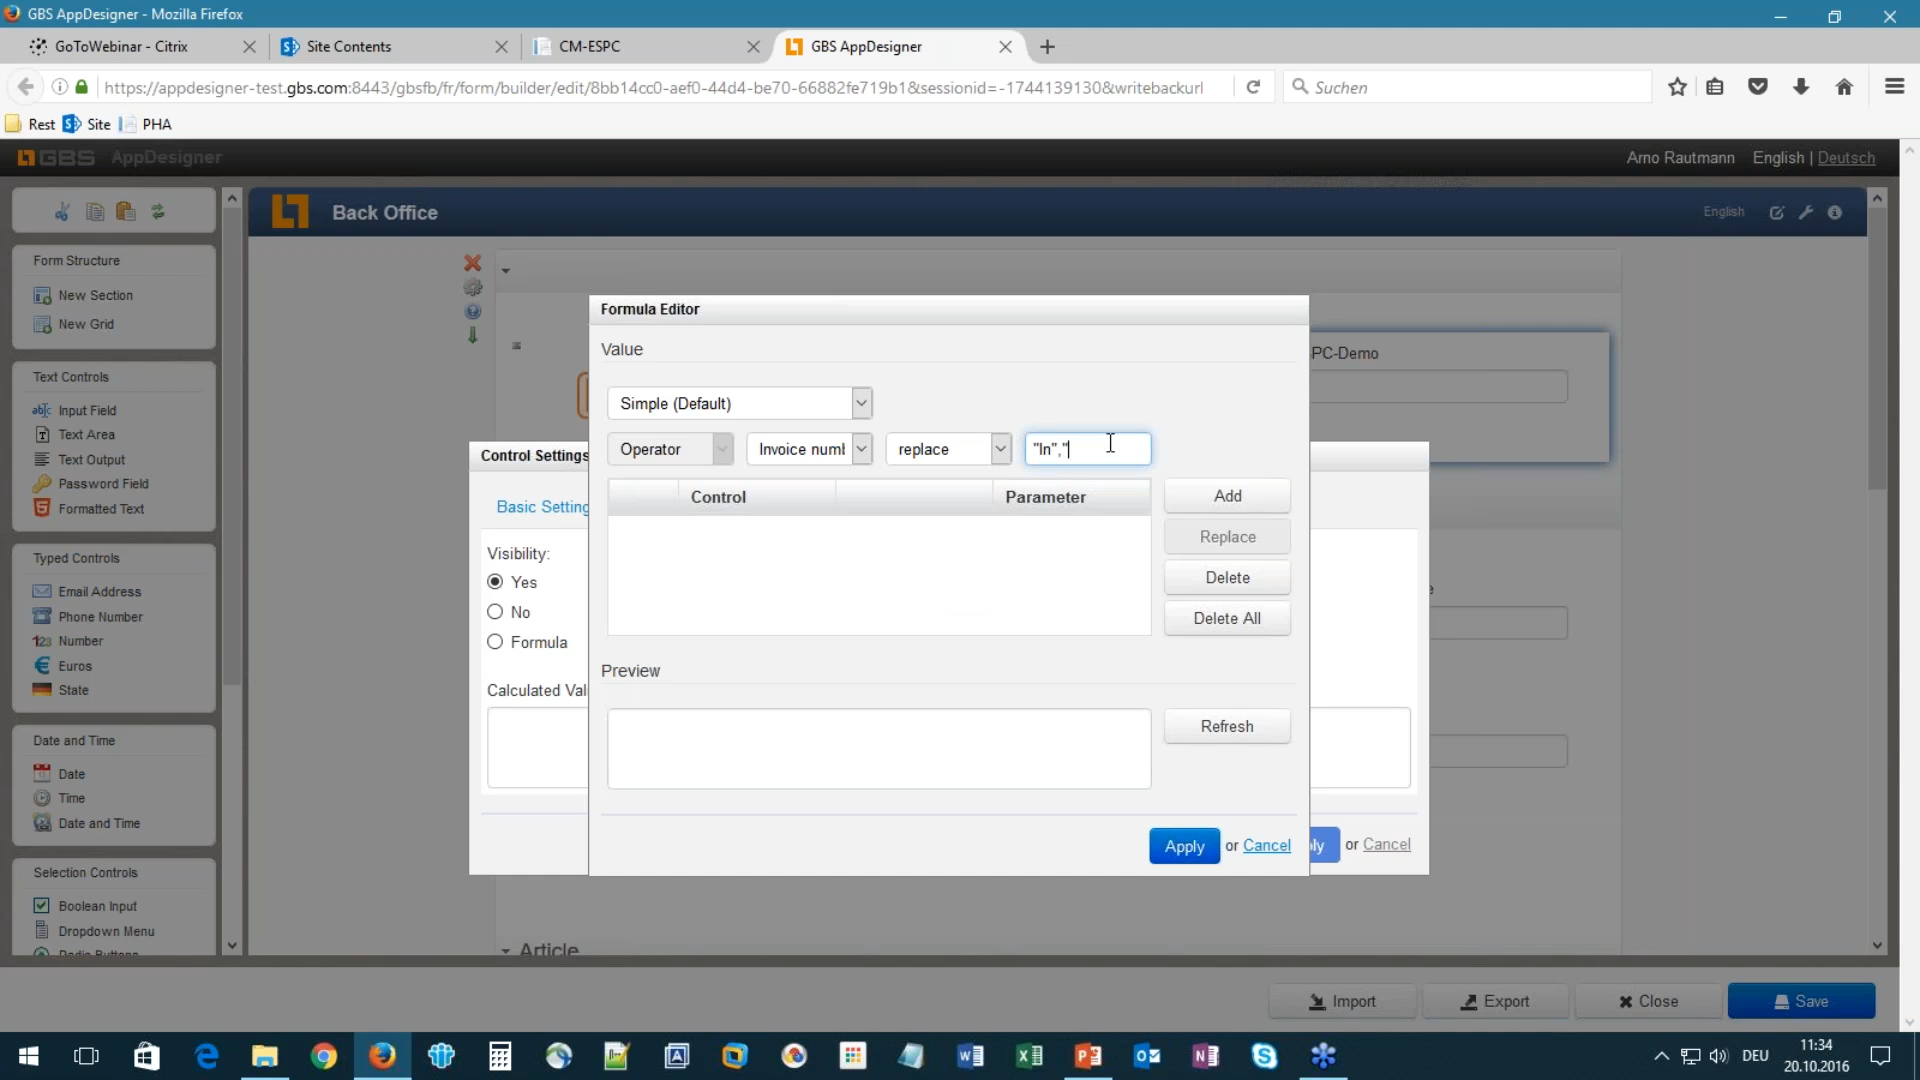 GBS AppDesigner - Mozilla Firefox
GoToWebinar - Citrix
Site Contents
CM-ESPC
GBS AppDesigner
https://appdesigner-test.gbs.com:8443/gbsfb/fr/form/builder/edit/8bb14cc0-aef0-44d4-be70-66882fe719b1&sessionid=-1744139130&writebackurl
Suchen
Rest
Site
PHA
GBS AppDesigner
Arno Rautmann English | Deutsch
Back Office
English
Form Structure
New Section
New Grid
Text Controls
Input Field
Text Area
Text Output
Password Field
Formatted Text
Typed Controls
Email Address
Phone Number
123 Number
Euros
State
Date and Time
Date
Time
Date and Time
Selection Controls
Boolean Input
Dropdown Menu
Radio Buttons
PC-Demo
Control Settings
Basic Setting
Visibility:
Yes
No
Formula
Calculated Val
Formula Editor
Value
Simple (Default)
Operator
Invoice numb
replace
"In","
Control
Parameter
Add
Replace
Delete
Delete All
Preview
Refresh
Apply or Cancel
ly or Cancel
Article
Import
Export
Close
Save
DEU
11:34
20.10.2016